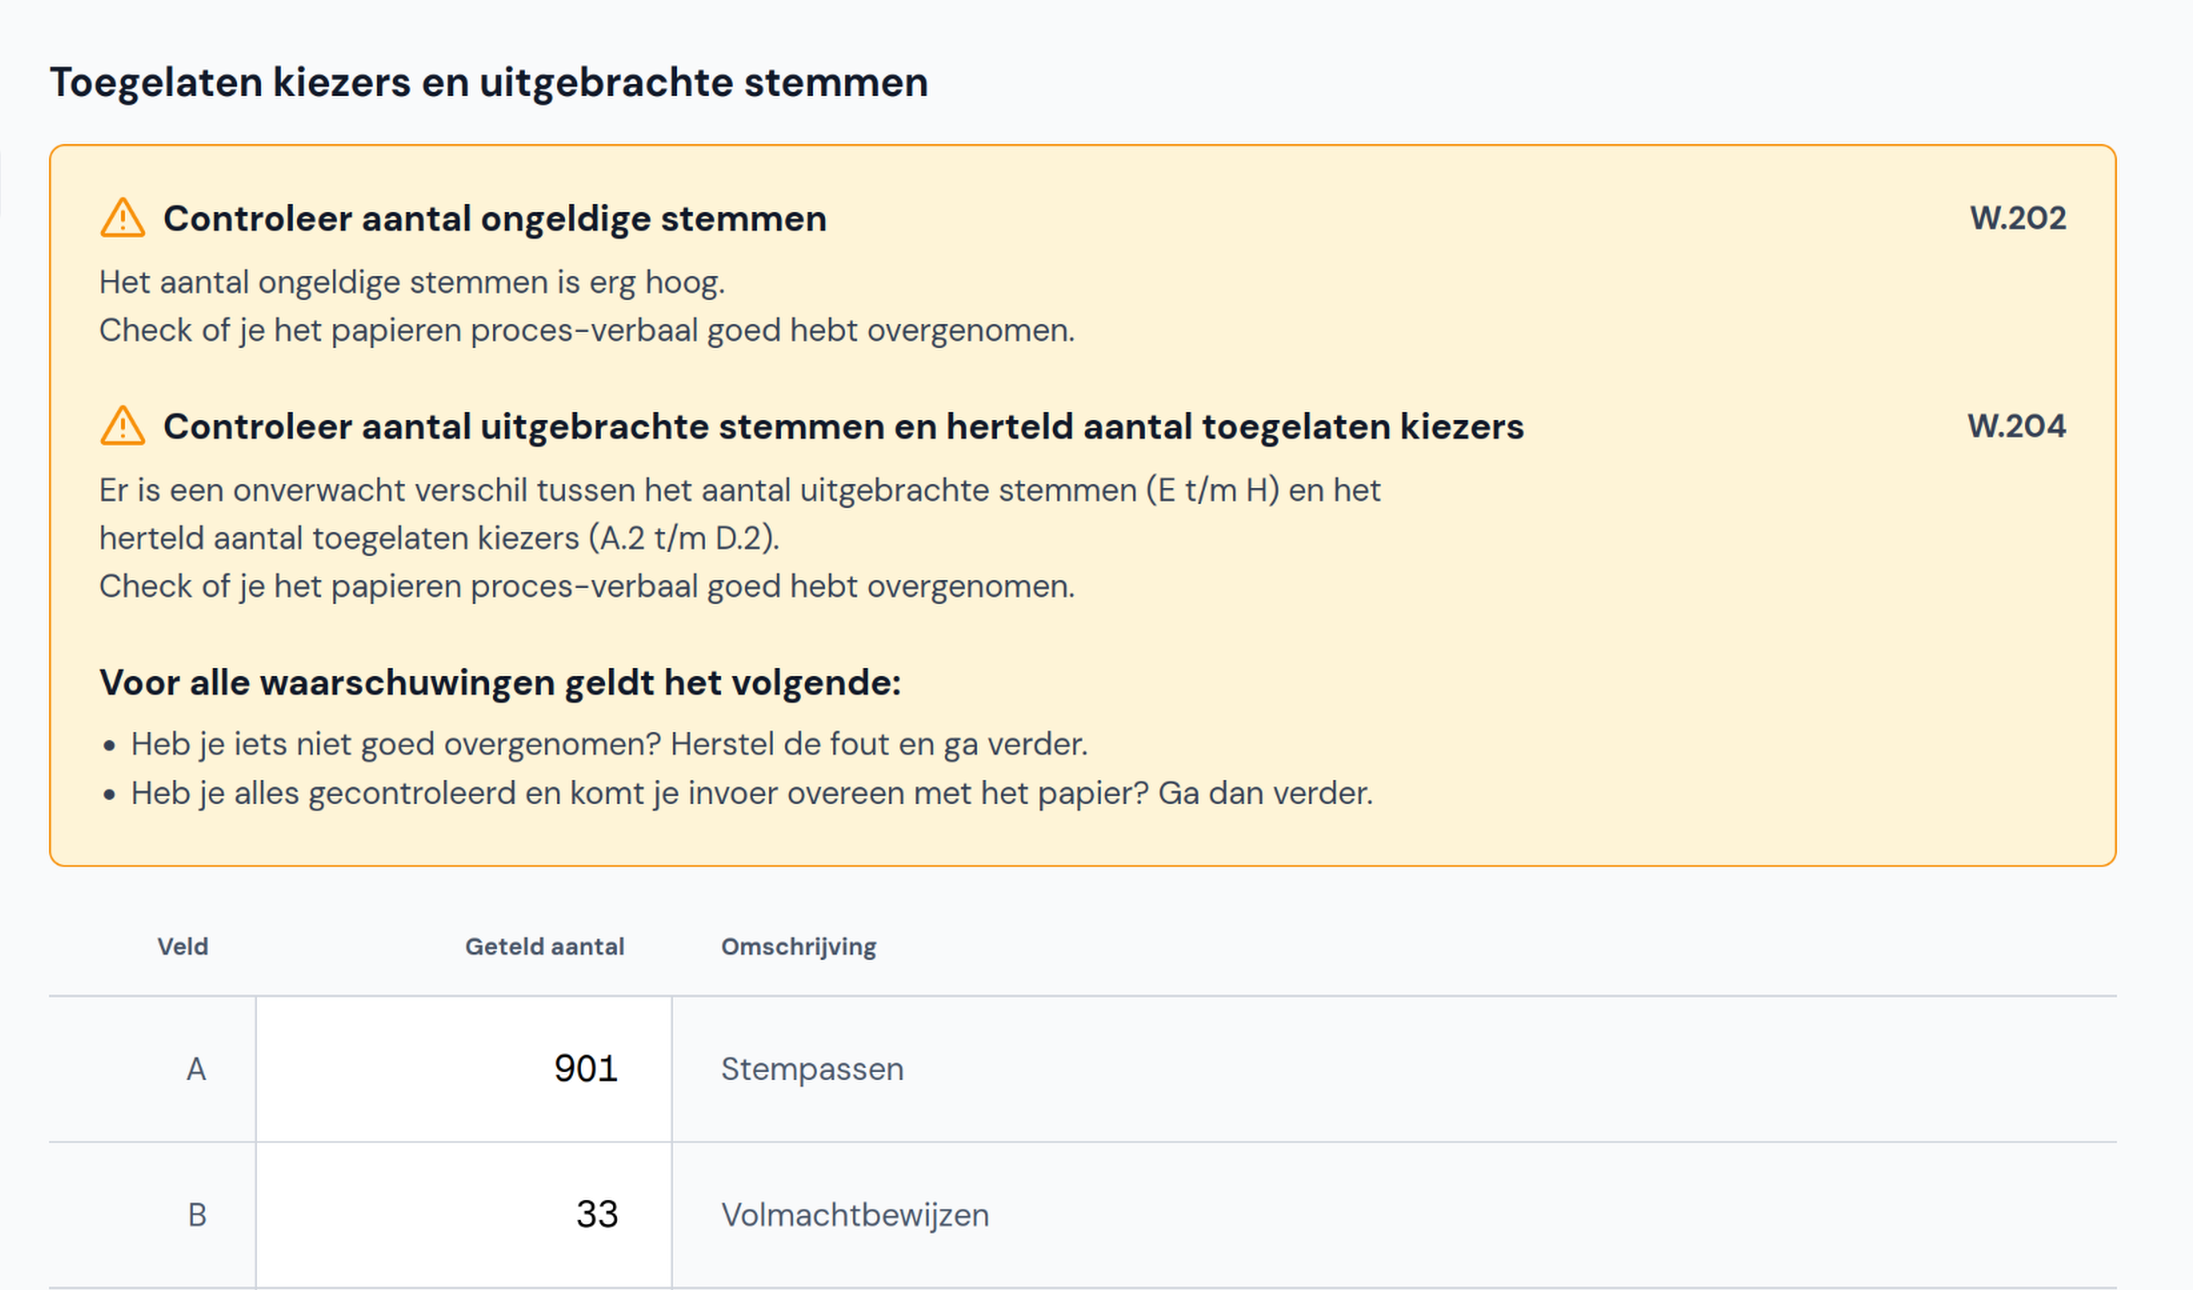 Toegelaten kiezers en uitgebrachte stemmen
Controleer aantal ongeldige stemmen W.202
Het aantal ongeldige stemmen is erg hoog.
Check of je het papieren proces-verbaal goed hebt overgenomen.
Controleer aantal uitgebrachte stemmen en herteld aantal toegelaten kiezers W.204
Er is een onverwacht verschil tussen het aantal uitgebrachte stemmen (E t/m H) en het
herteld aantal toegelaten kiezers (A.2 t/m D.2).
Check of je het papieren proces-verbaal goed hebt overgenomen.
Voor alle waarschuwingen geldt het volgende:
• Heb je iets niet goed overgenomen? Herstel de fout en ga verder.
• Heb je alles gecontroleerd en komt je invoer overeen met het papier? Ga dan verder.
Veld Geteld aantal Omschrijving
A 901 Stempassen
B 33 Volmachtbewijzen